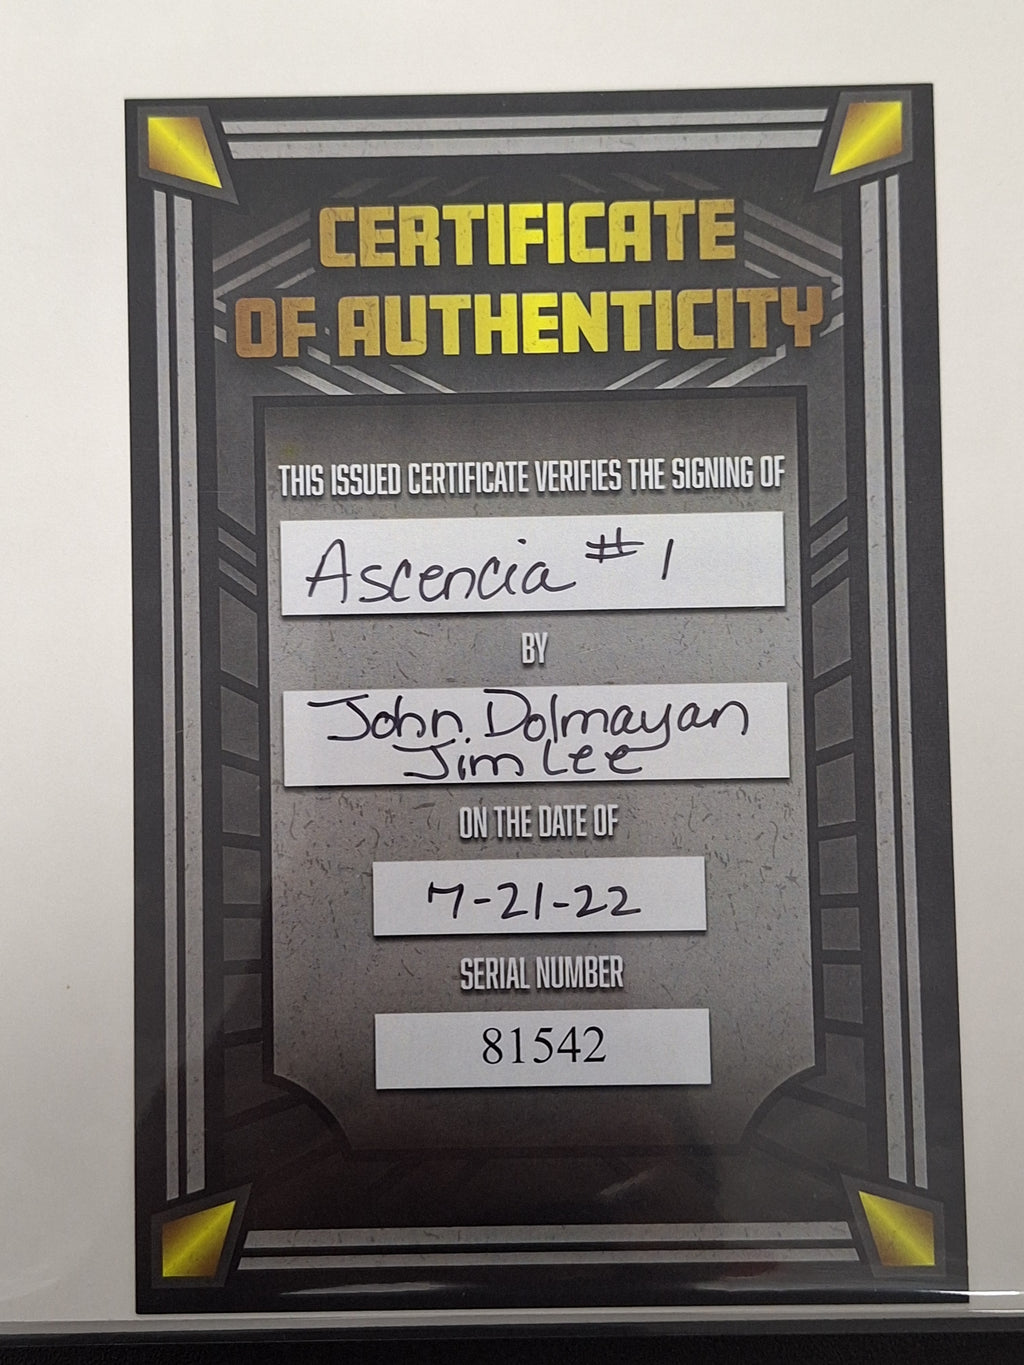 CERTIFICATE
OF AUTHENTICITY
THIS ISSUED CERTIFICATE VERIFIES THE SIGNING OF
Ascencia #1
BY
John Dolmayan
Jim Lee
ON THE DATE OF
7-21-22
SERIAL NUMBER
81542